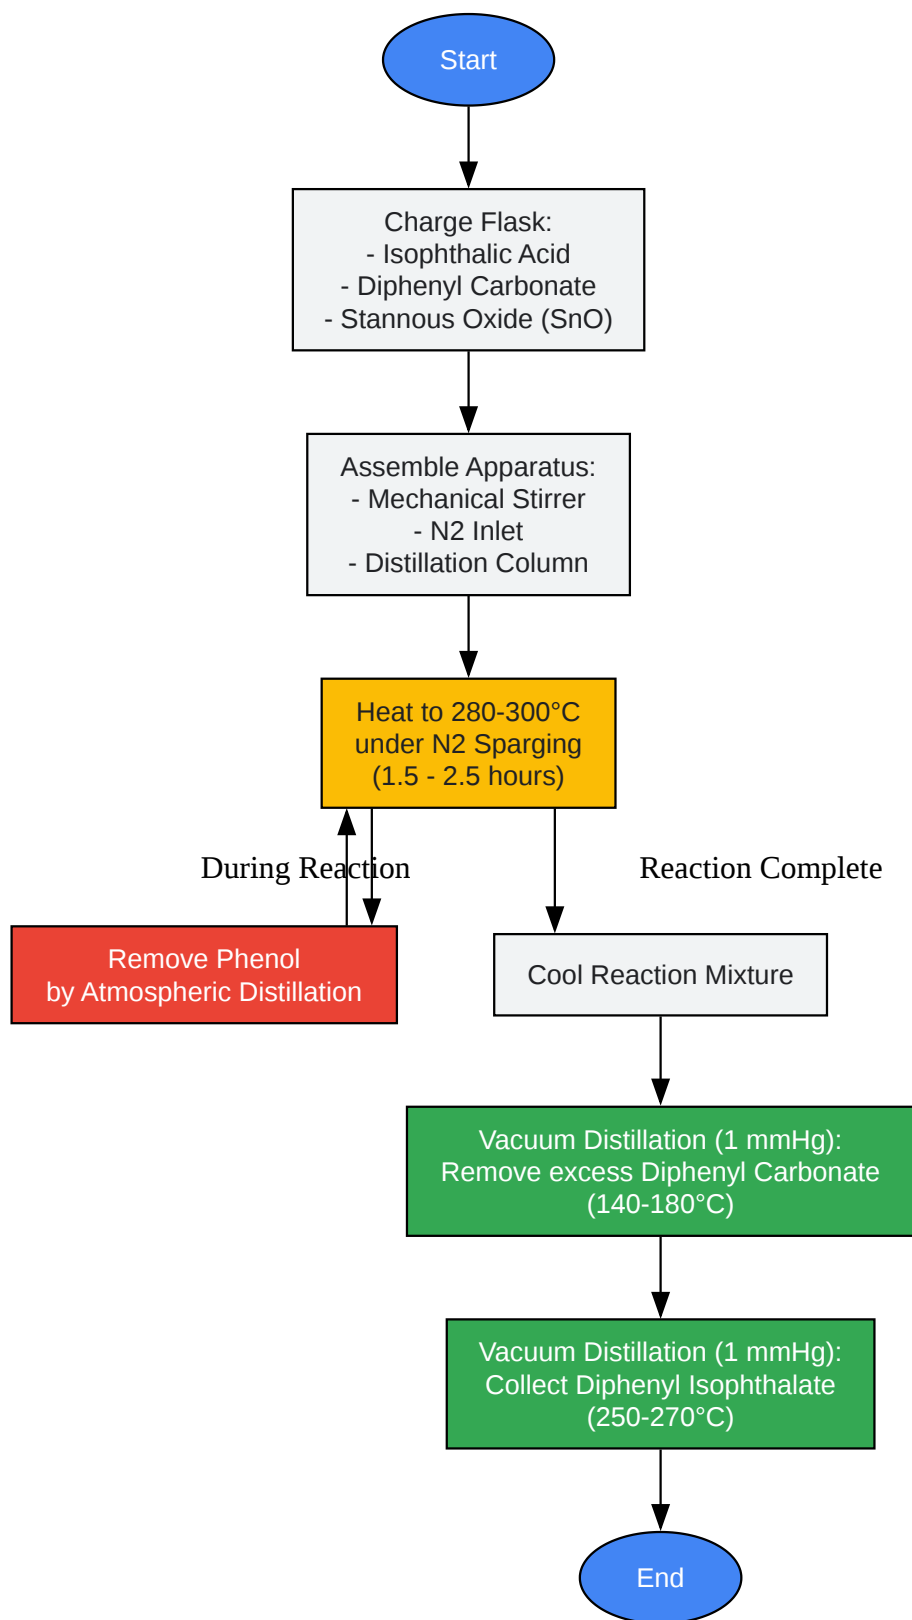 Start
Charge Flask:
- Isophthalic Acid
- Diphenyl Carbonate
- Stannous Oxide (SnO)
Assemble Apparatus:
- Mechanical Stirrer
- N2 Inlet
- Distillation Column
Heat to 280-300°C
under N2 Sparging
(1.5 - 2.5 hours)
During Reaction
Reaction Complete
Remove Phenol
by Atmospheric Distillation
Cool Reaction Mixture
Vacuum Distillation (1 mmHg):
Remove excess Diphenyl Carbonate
(140-180°C)
Vacuum Distillation (1 mmHg):
Collect Diphenyl Isophthalate
(250-270°C)
End